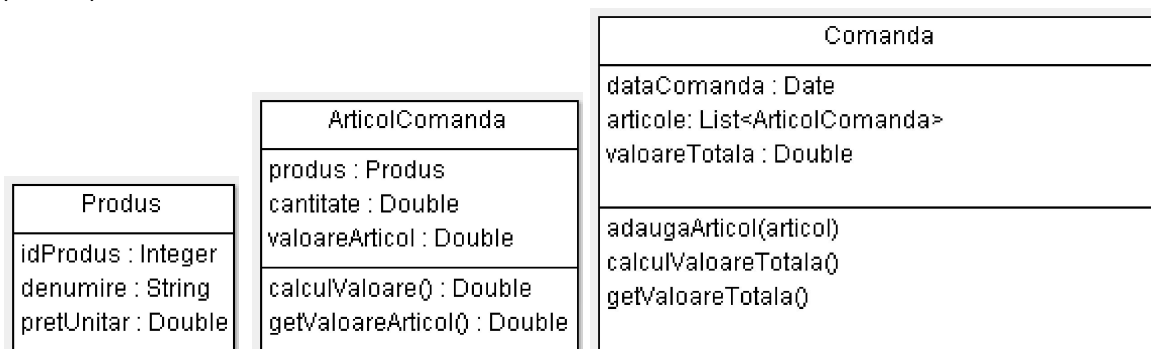 Produs
idProdus : Integer
denumire : String
pretUnitar : Double
ArticolComanda
produs : Produs
cantitate : Double
valoareArticol : Double
calculValoare() : Double
getValoareArticol() : Double
Comanda
dataComanda : Date
articole: List<ArticolComanda>
valoareTotala : Double
adaugaArticol(articol)
calculValoareTotala()
getValoareTotala()